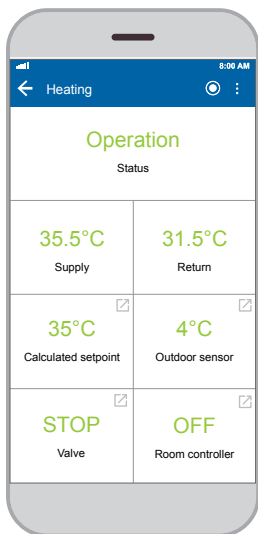 8:00 AM
Heating
Operation
Status
35.5°C 31.5°C
Supply Return
35°C 4°C
Calculated setpoint Outdoor sensor
STOP OFF
Valve Room controller